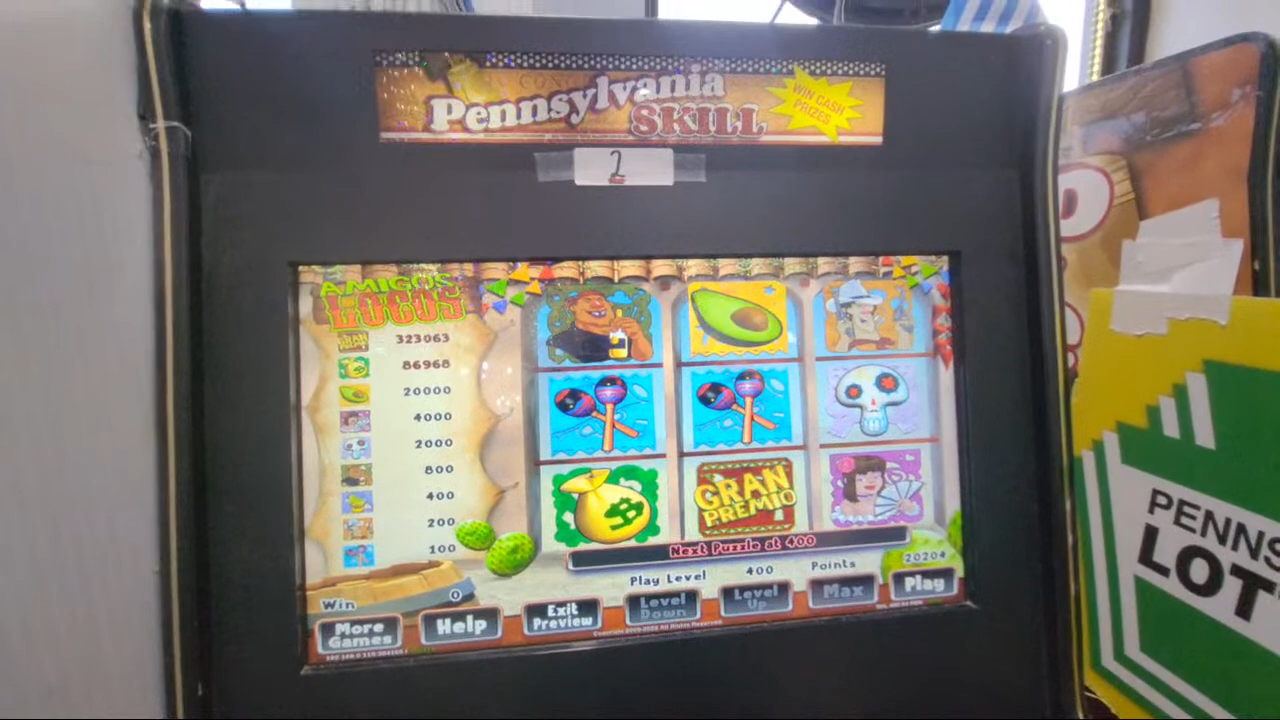 Pennsylvania
SKILL
WIN CASH
PRIZES
2
AMIGOS
LOCOS
GRAN
PREMIO
323063
86968
20000
4000
2000
800
400
200
100
GRAN
PREMIO
Next Puzzle at 400
Play Level
400
Points
20204
Win
0
More
Games
Help
Exit
Preview
Level
Down
Level
Up
Max
Play
PENNS
LOT